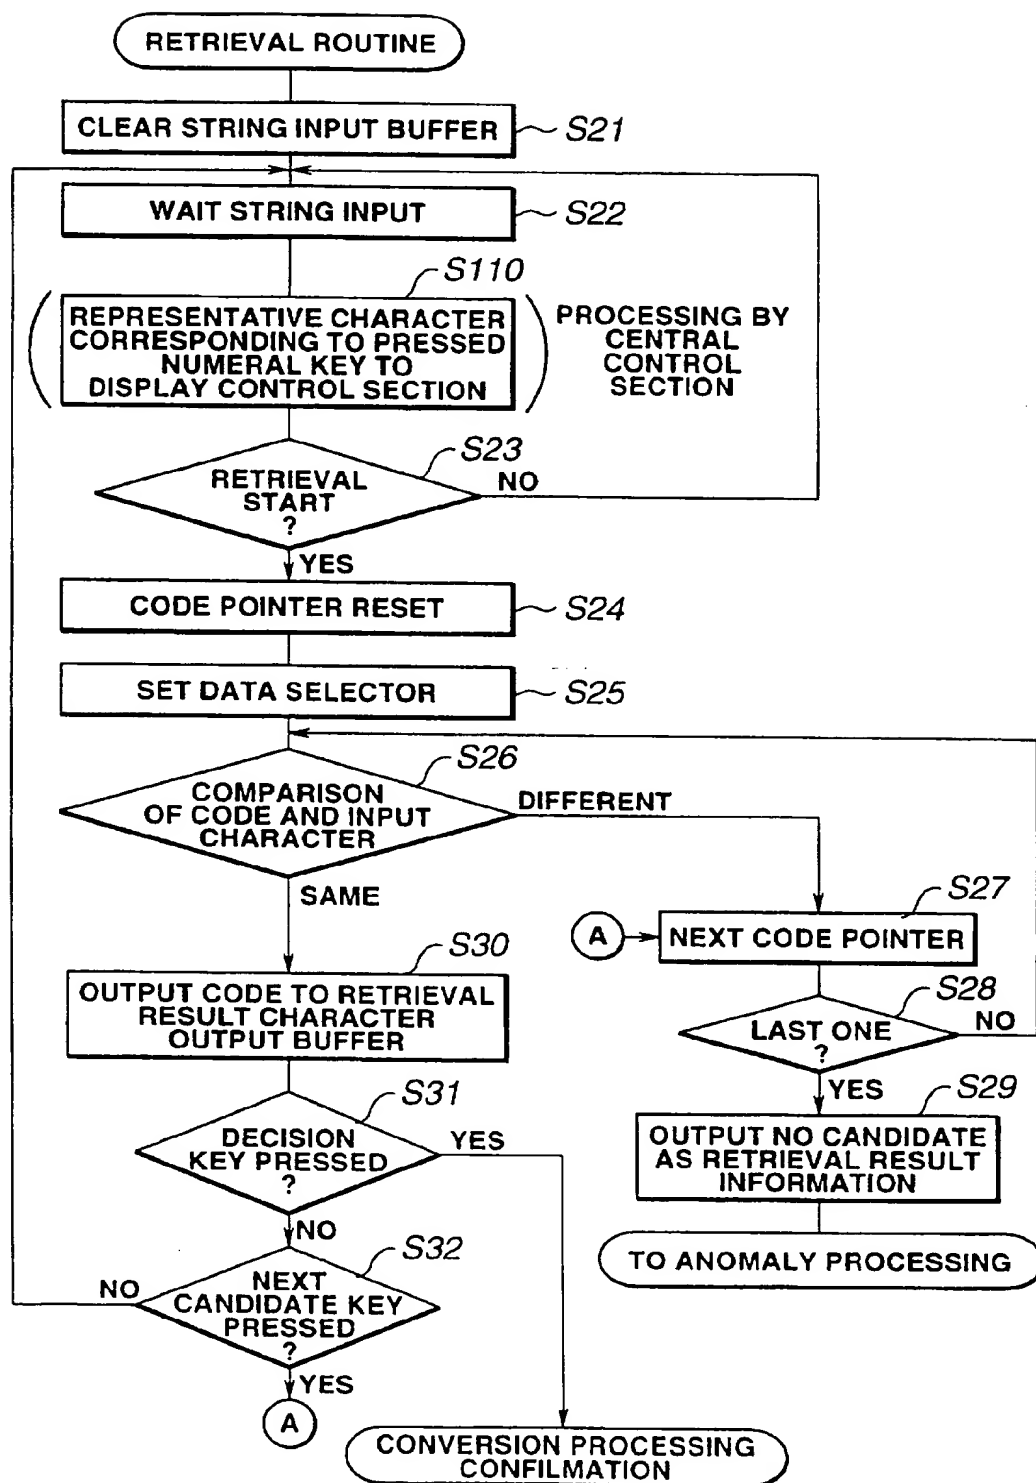 RETRIEVAL ROUTINE
CLEAR STRING INPUT BUFFER
S21
WAIT STRING INPUT
S22
S110
REPRESENTATIVE CHARACTER
CORRESPONDING TO PRESSED
NUMERAL KEY TO
DISPLAY CONTROL SECTION
PROCESSING BY
CENTRAL
CONTROL
SECTION
S23
RETRIEVAL
START
?
NO
YES
CODE POINTER RESET
S24
SET DATA SELECTOR
S25
S26
COMPARISON
OF CODE AND INPUT
CHARACTER
DIFFERENT
SAME
S27
A
NEXT CODE POINTER
S28
LAST ONE
?
NO
YES
S29
OUTPUT NO CANDIDATE
AS RETRIEVAL RESULT
INFORMATION
TO ANOMALY PROCESSING
S30
OUTPUT CODE TO RETRIEVAL
RESULT CHARACTER
OUTPUT BUFFER
S31
DECISION
KEY PRESSED
?
YES
NO
S32
NEXT
CANDIDATE KEY
PRESSED
?
NO
YES
A
CONVERSION PROCESSING
CONFILMATION